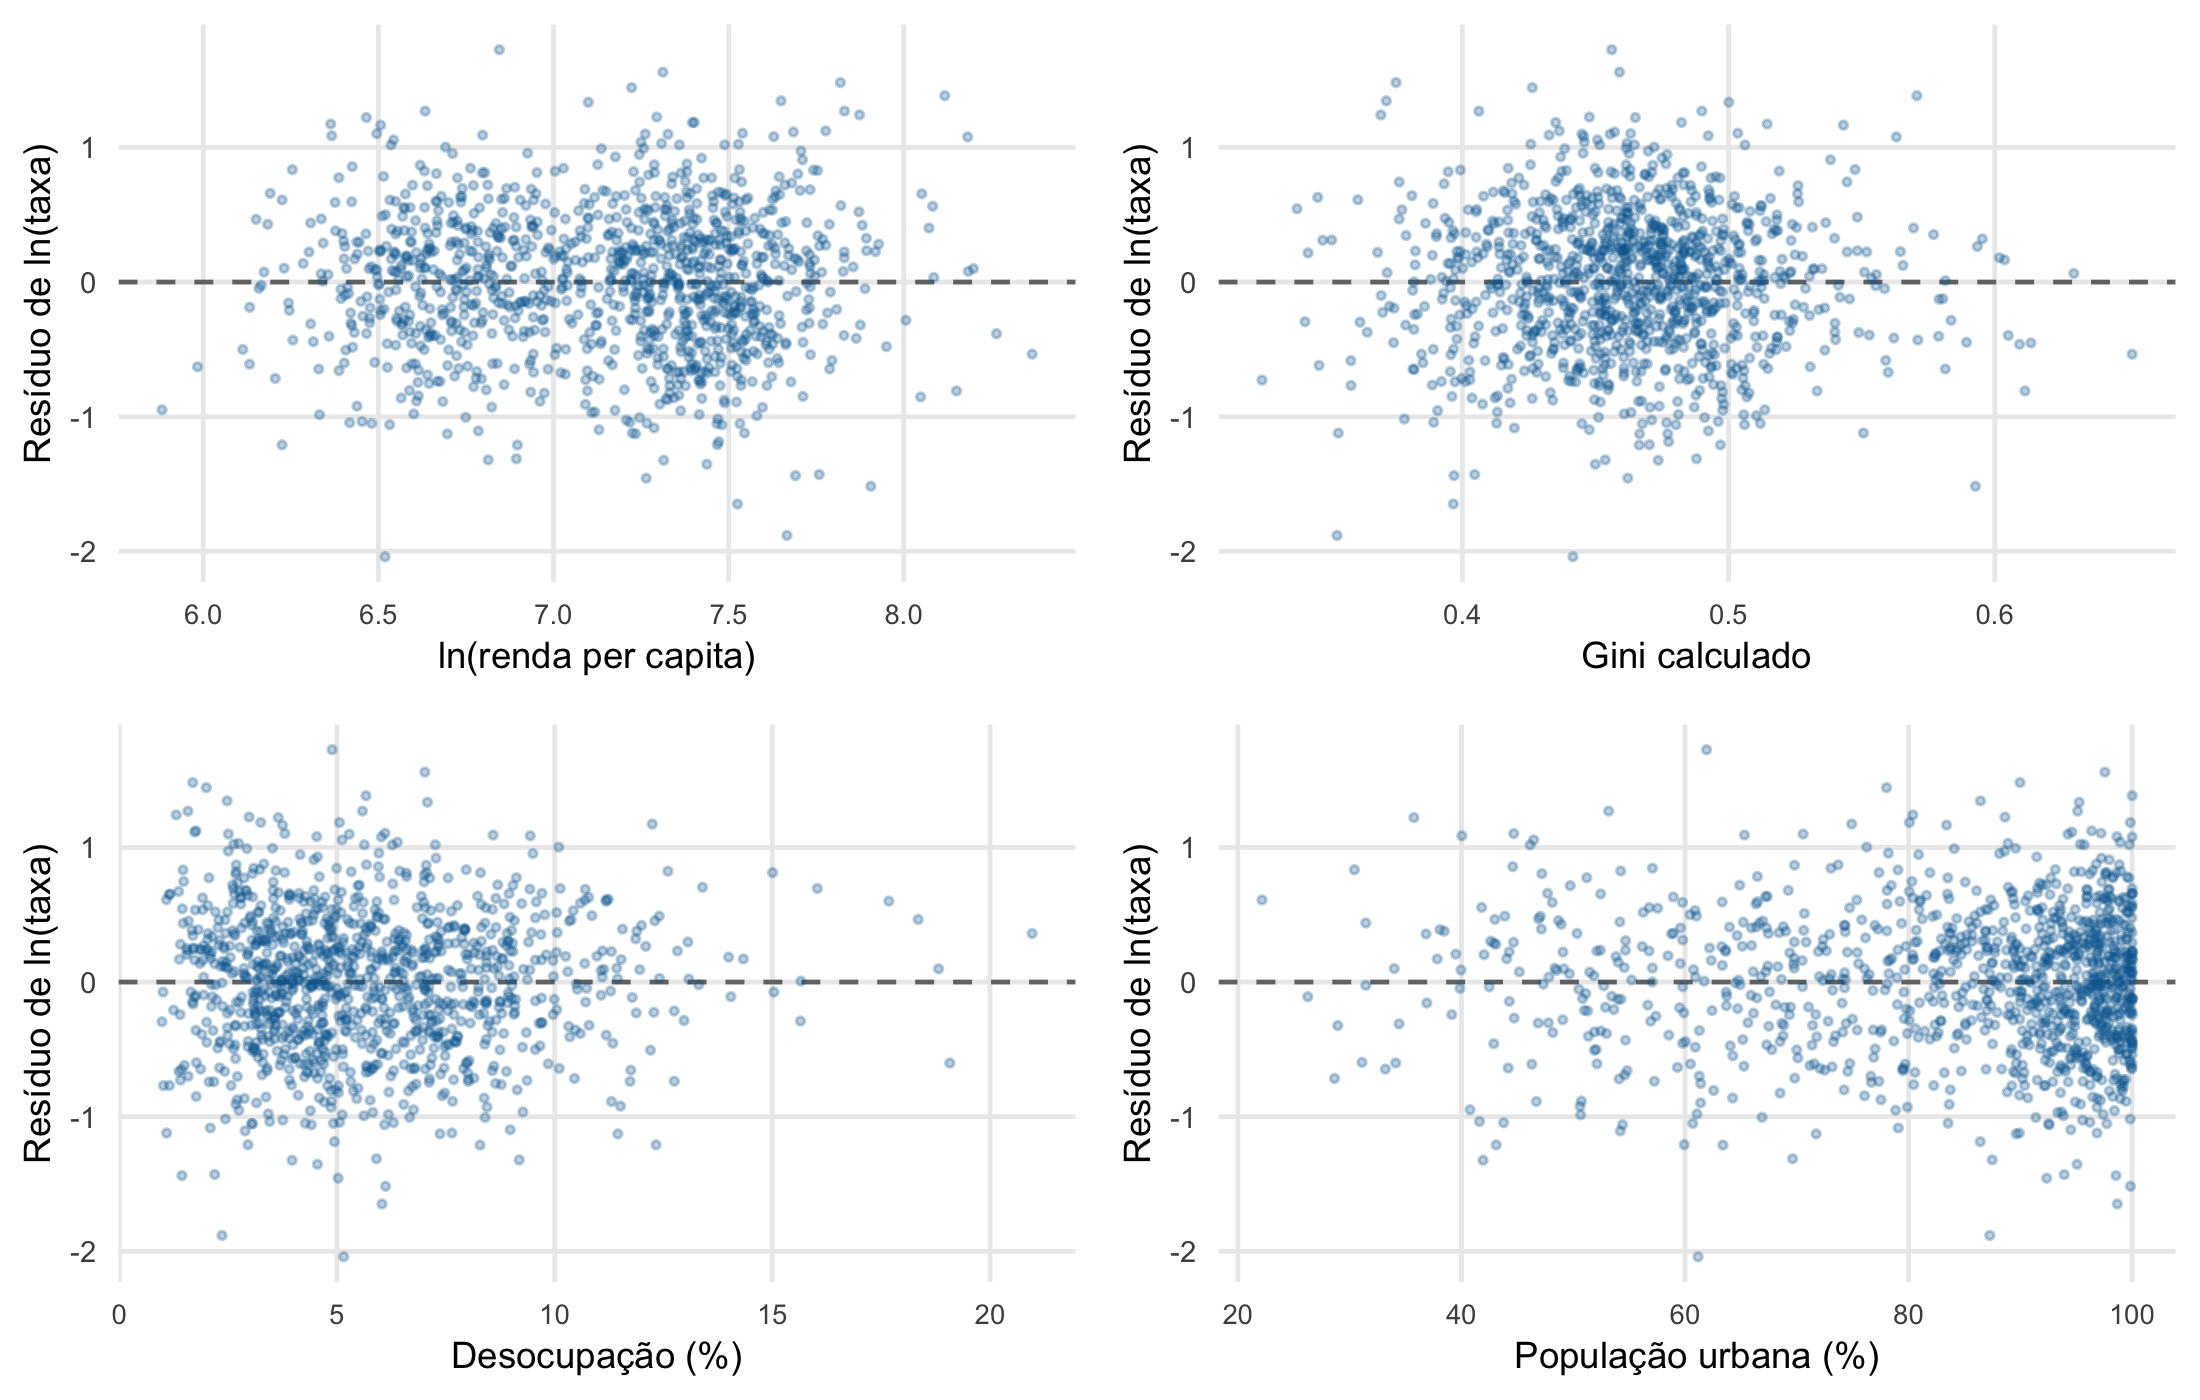 Resíduo de ln(taxa)
1
0
-1
-2
6.0 6.5 7.0 7.5 8.0
ln(renda per capita)
Resíduo de ln(taxa)
1
0
-1
-2
0.4 0.5 0.6
Gini calculado
Resíduo de ln(taxa)
1
0
-1
-2
0 5 10 15 20
Desocupação (%)
Resíduo de ln(taxa)
1
0
-1
-2
20 40 60 80 100
População urbana (%)